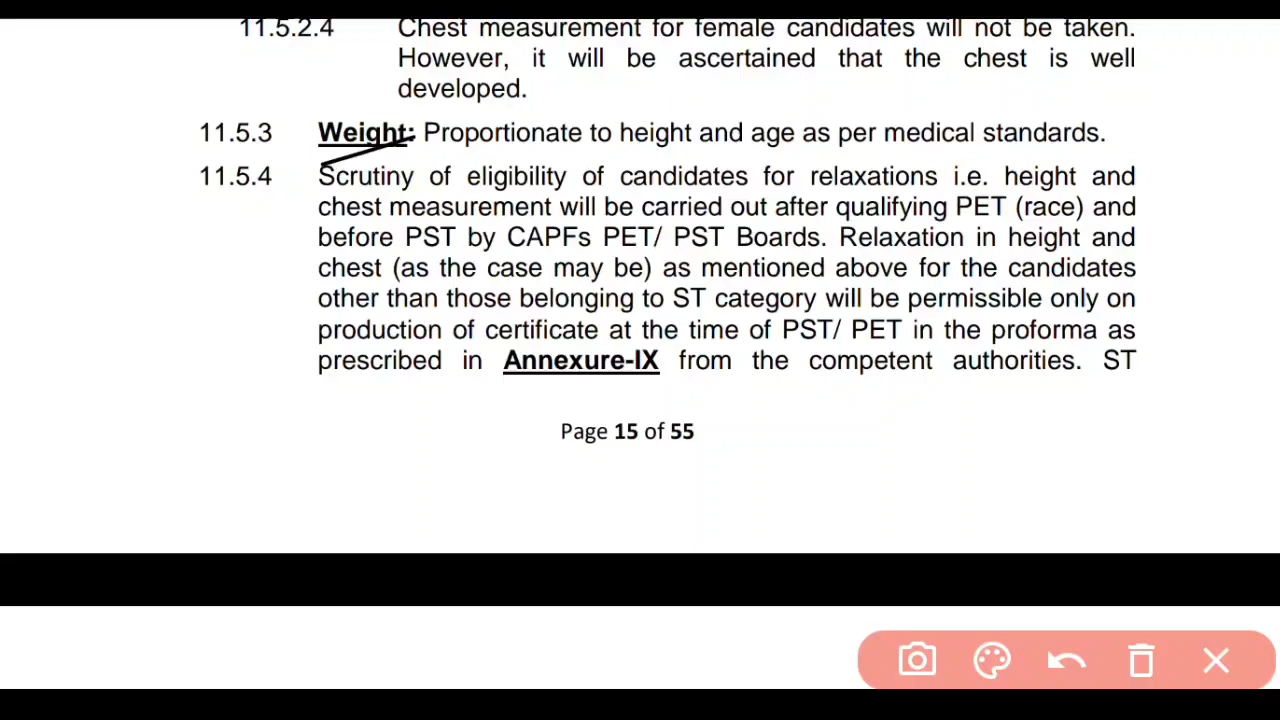 11.5.2.4 Chest measurement for female candidates will not be taken.
However, it will be ascertained that the chest is well
developed.
11.5.3 Weight: Proportionate to height and age as per medical standards.
11.5.4 Scrutiny of eligibility of candidates for relaxations i.e. height and
chest measurement will be carried out after qualifying PET (race) and
before PST by CAPFs PET/ PST Boards. Relaxation in height and
chest (as the case may be) as mentioned above for the candidates
other than those belonging to ST category will be permissible only on
production of certificate at the time of PST/ PET in the proforma as
prescribed in Annexure-IX from the competent authorities. ST
Page 15 of 55